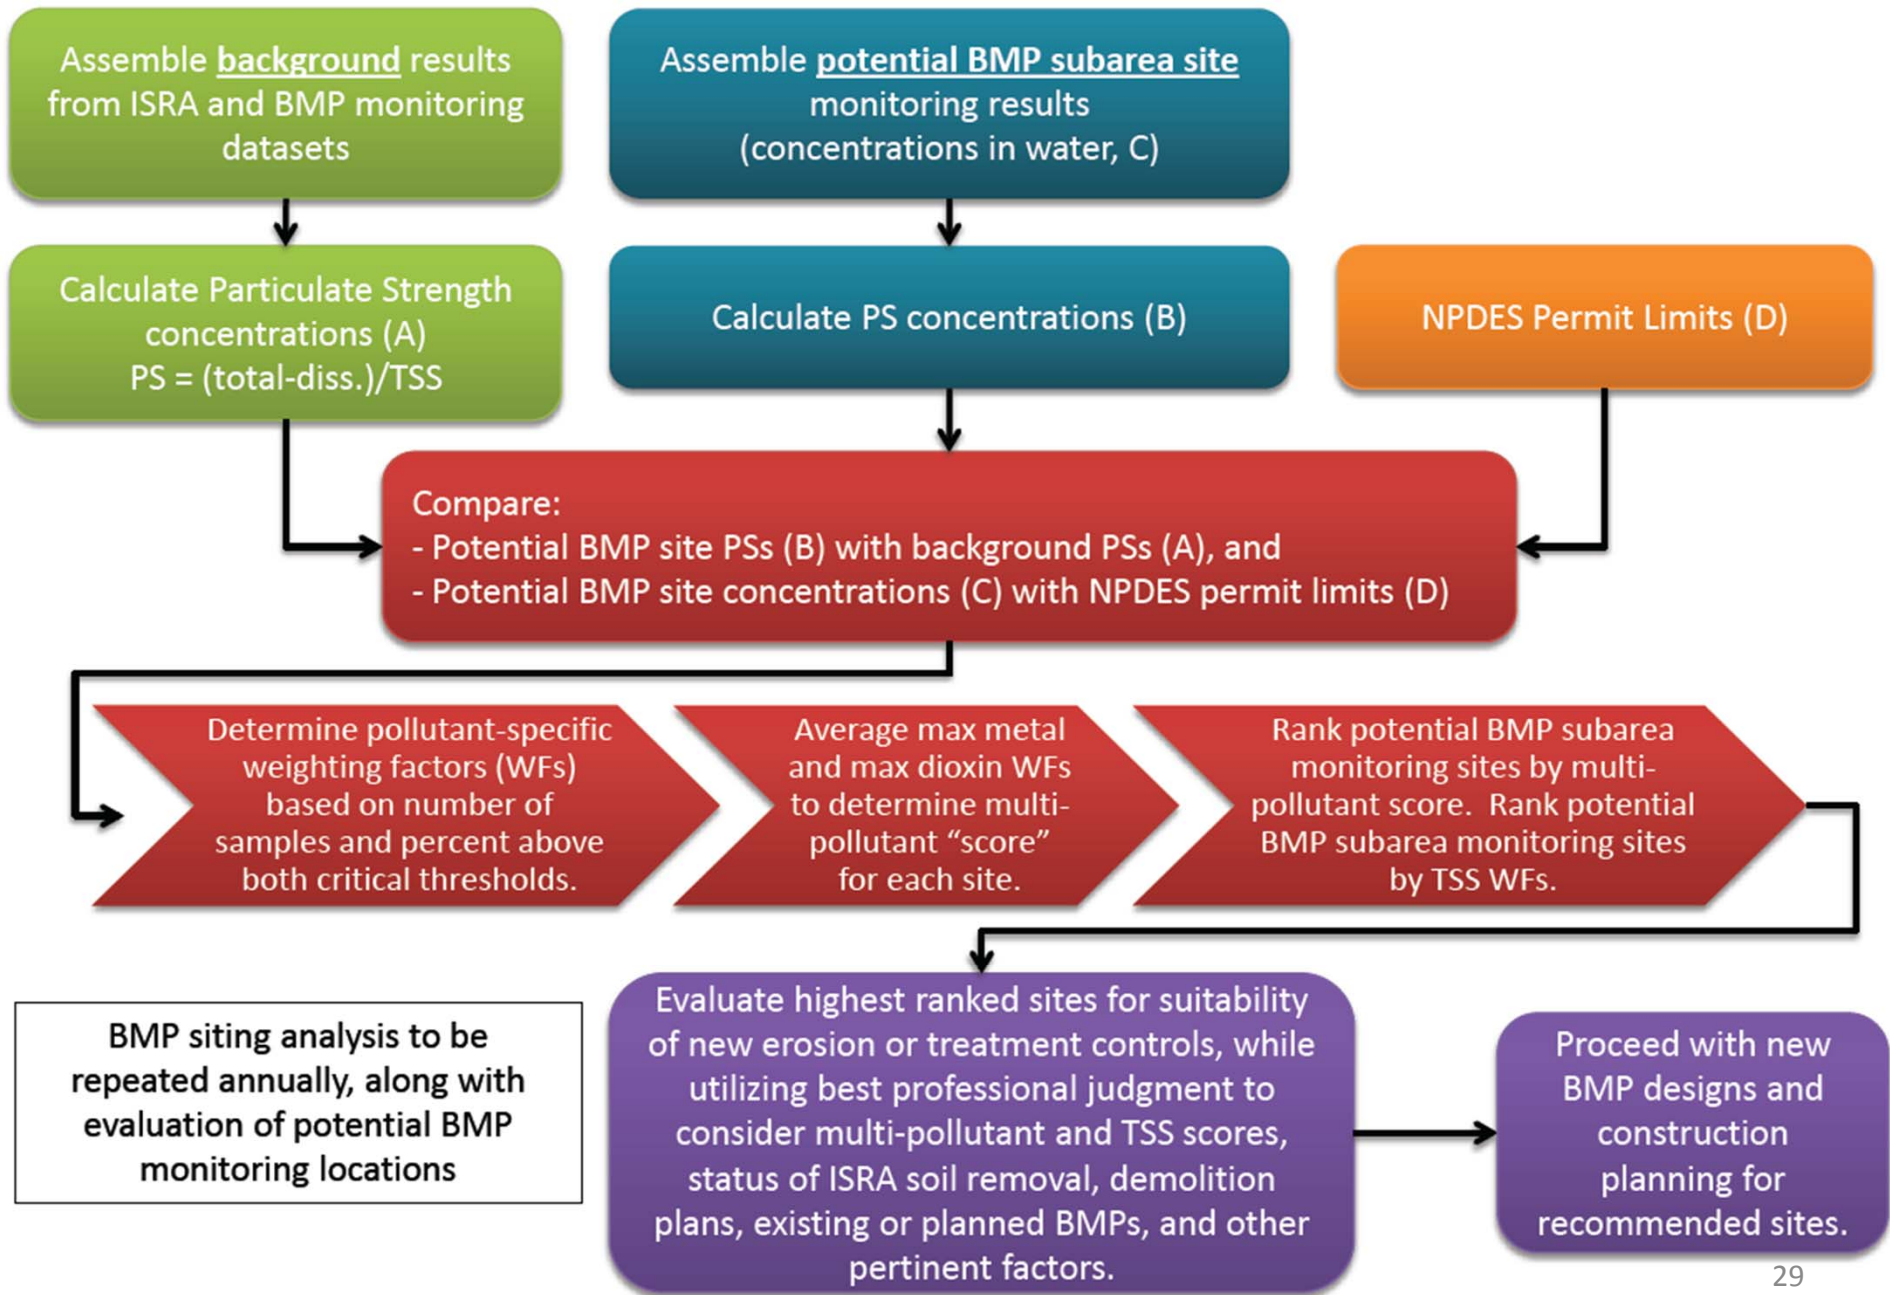 Assemble background results
from ISRA and BMP monitoring
datasets
Assemble potential BMP subarea site
monitoring results
(concentrations in water, C)
Calculate Particulate Strength
concentrations (A)
PS = (total-diss.)/TSS
Calculate PS concentrations (B)
NPDES Permit Limits (D)
Compare:
- Potential BMP site PSs (B) with background PSs (A), and
- Potential BMP site concentrations (C) with NPDES permit limits (D)
Determine pollutant-specific
weighting factors (WFs)
based on number of
samples and percent above
both critical thresholds.
Average max metal
and max dioxin WFs
to determine multi-
pollutant “score”
for each site.
Rank potential BMP subarea
monitoring sites by multi-
pollutant score.  Rank potential
BMP subarea monitoring sites
by TSS WFs.
BMP siting analysis to be
repeated annually, along with
evaluation of potential BMP
monitoring locations
Evaluate highest ranked sites for suitability
of new erosion or treatment controls, while
utilizing best professional judgment to
consider multi-pollutant and TSS scores,
status of ISRA soil removal, demolition
plans, existing or planned BMPs, and other
pertinent factors.
Proceed with new
BMP designs and
construction
planning for
recommended sites.
29